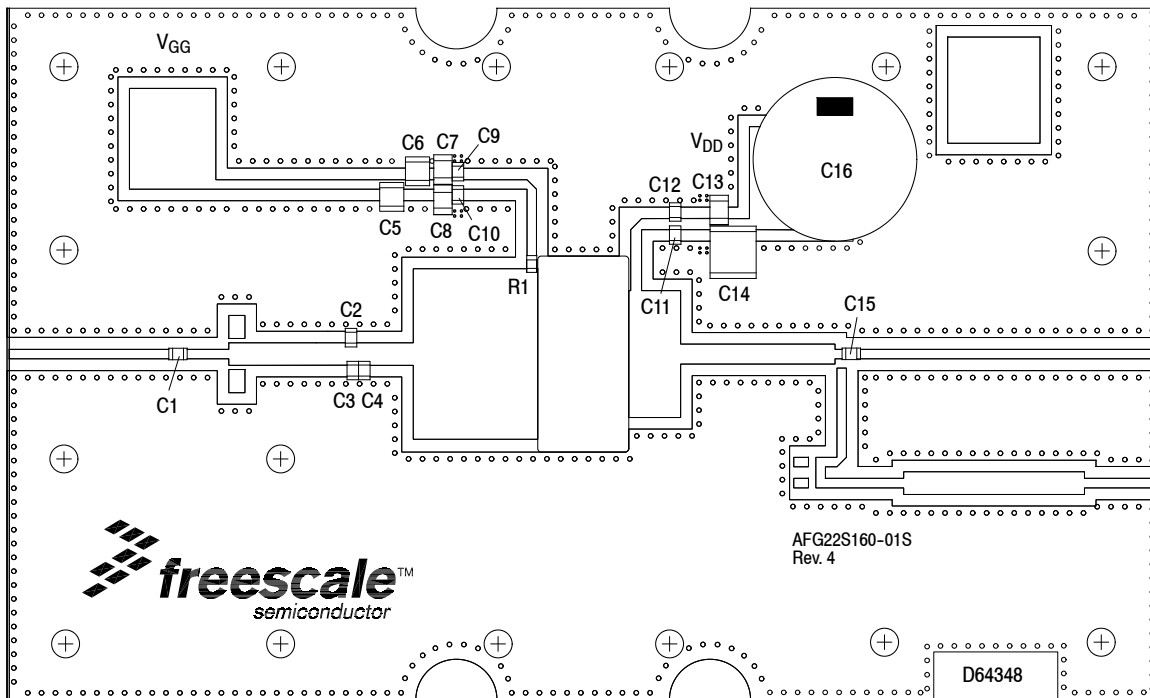 VGG
C6 C7 C9
VDD
C16
C12 C13
C5 C8 C10
R1
C11 C14
C2
C15
C1
C3 C4
AFG22S160-01S
Rev. 4
freescale™
semiconductor
D64348